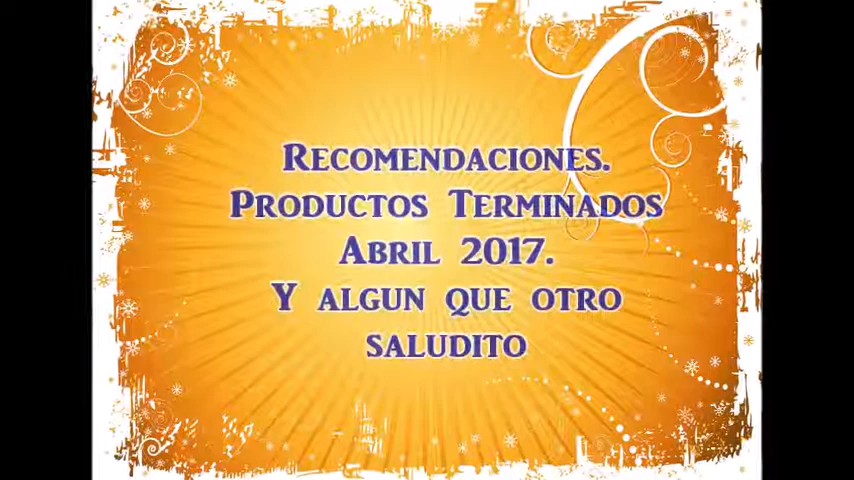 RECOMENDACIONES.
PRODUCTOS TERMINADOS
ABRIL 2017.
Y ALGUN QUE OTRO
SALUDITO